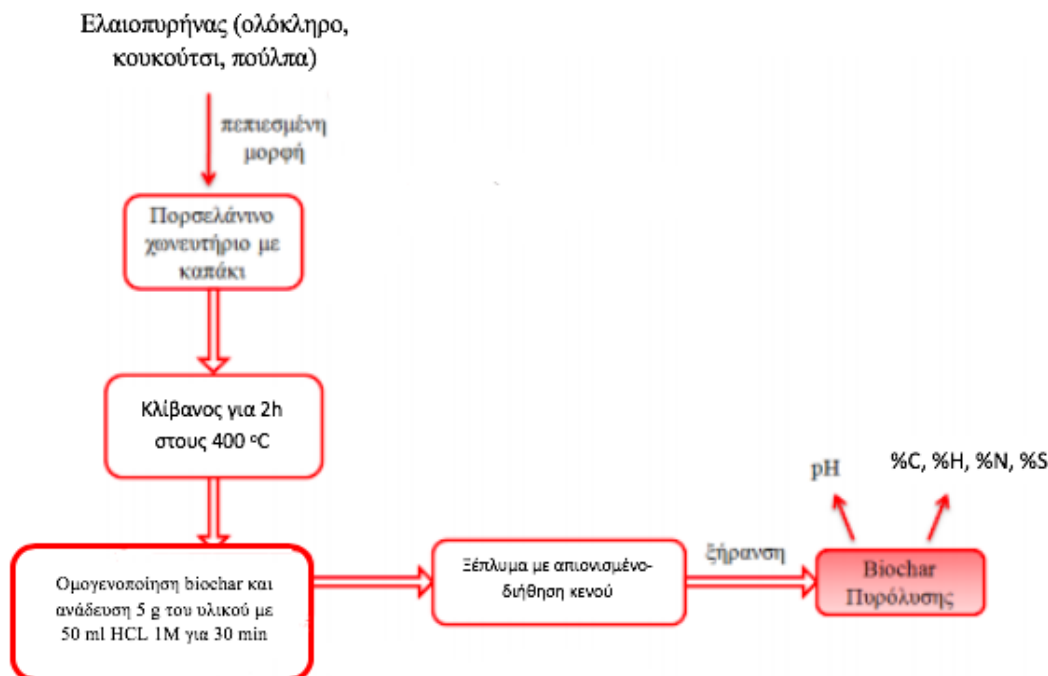 Ελαιοπυρήνας (ολόκληρο,
κουκούτσι, πούλπα)
πεπιεσμένη
μορφή
Πορσελάνινο
χωνευτήριο με
καπάκι
Κλίβανος για 2h
στους 400 ᵒC
Ομογενοποίηση biochar και
ανάδευση 5 g του υλικού με
50 ml HCL 1M για 30 min
Ξέπλυμα με απιονισμένο-
διήθηση κενού
ξήρανση
Biochar
Πυρόλυσης
pH
%C, %H, %N, %S